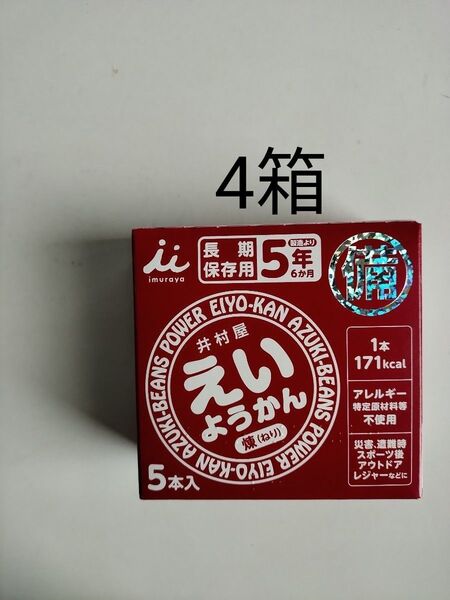 4箱
imuraya
長期
保存用
5年
製造より
6か月
備
AZUKI-BEANS POWER EIYO-KAN AZUKI-BEANS POWER EIYO-KAN
井村屋
えい
ようかん
煉(ねり)
5本入
1本
171kcal
アレルギー
特定原材料等
不使用
災害、遭難時
スポーツ後
アウトドア
レジャーなどに